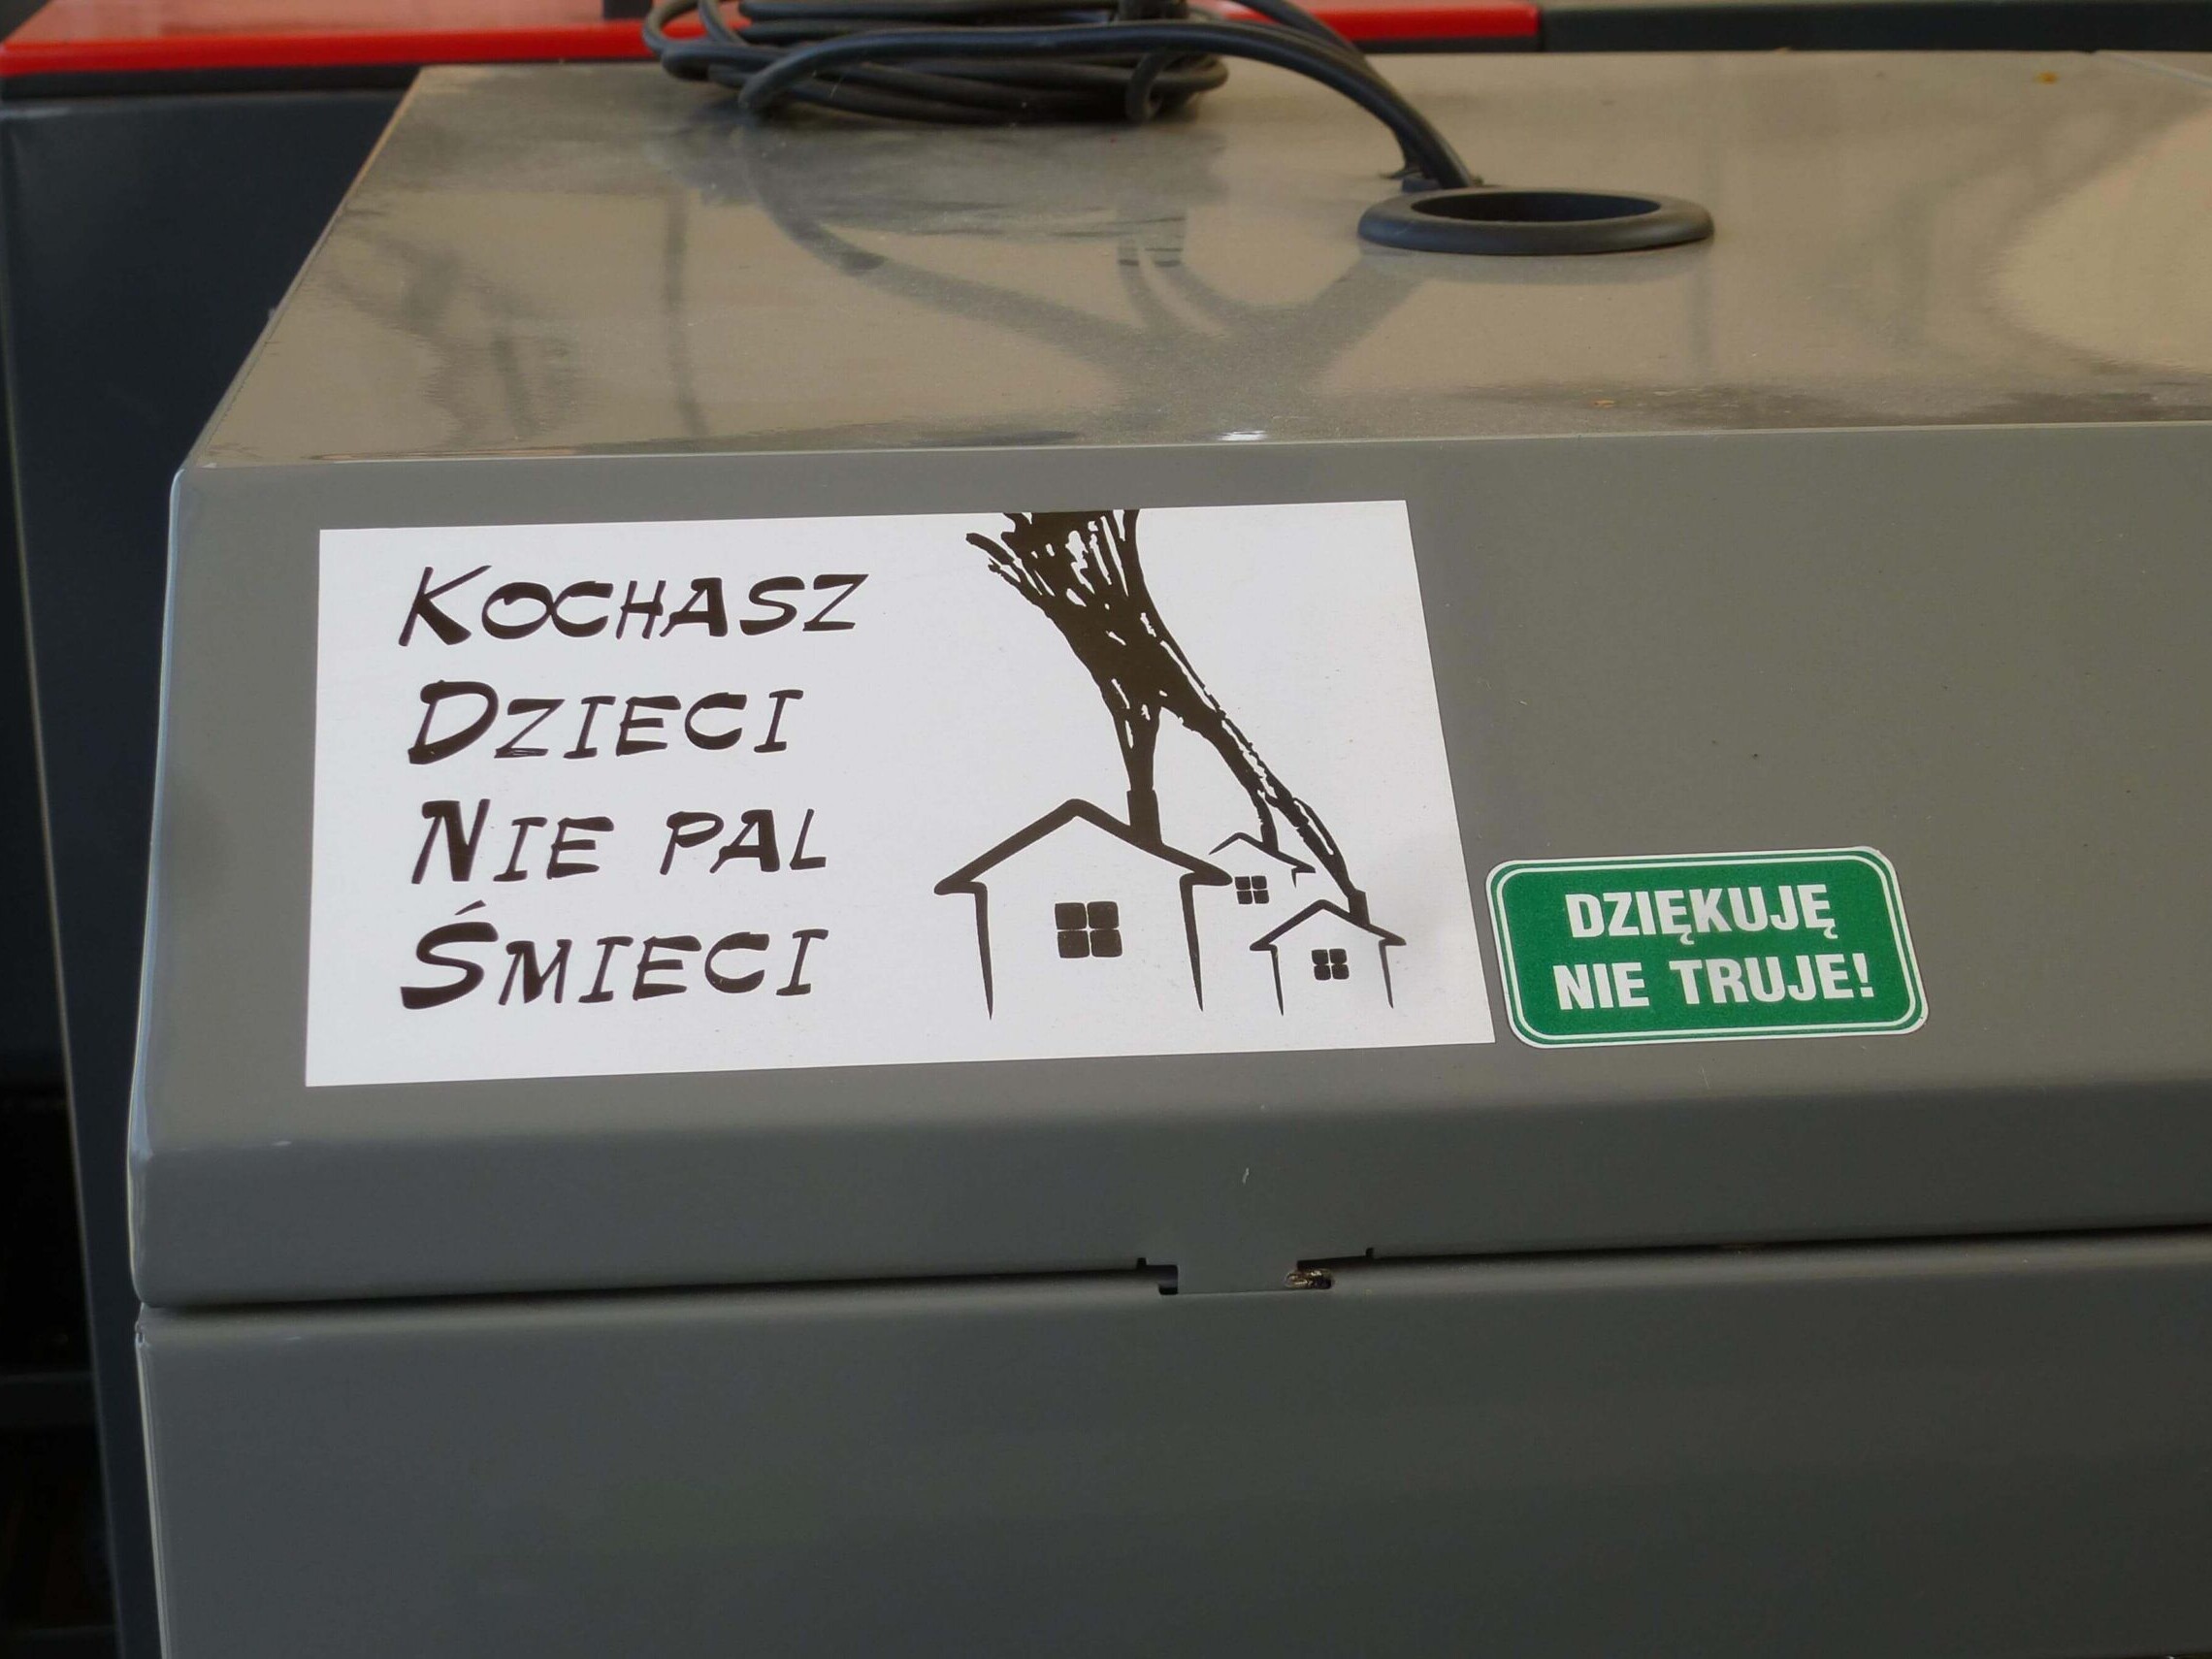 KOCHASZ
DZIECI
NIE PAL
ŚMIECI
DZIĘKUJĘ
NIE TRUJE!